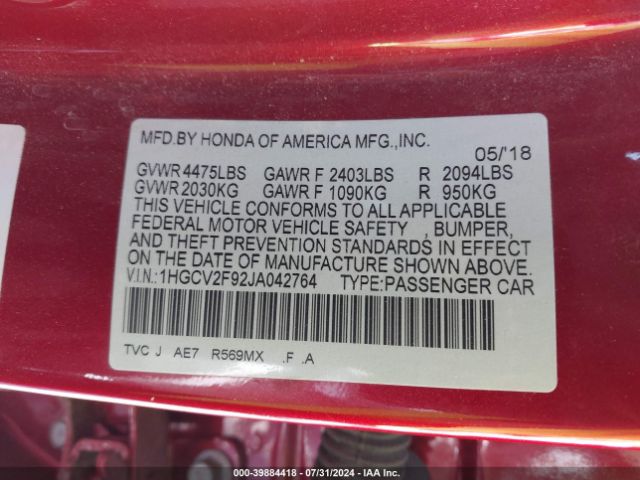 MFD.BY HONDA OF AMERICA MFG.,INC.
05/'18
GVWR 4475LBS GAWR F 2403LBS R 2094LBS
GVWR 2030KG GAWR F 1090KG R 950KG
THIS VEHICLE CONFORMS TO ALL APPLICABLE
FEDERAL MOTOR VEHICLE SAFETY , BUMPER,
AND THEFT PREVENTION STANDARDS IN EFFECT
ON THE DATE OF MANUFACTURE SHOWN ABOVE.
V.I.N.:1HGCV2F92JA042764 TYPE:PASSENGER CAR
TVC J AE7 R569MX .F .A
000-39884418 - 07/31/2024 - IAA Inc.